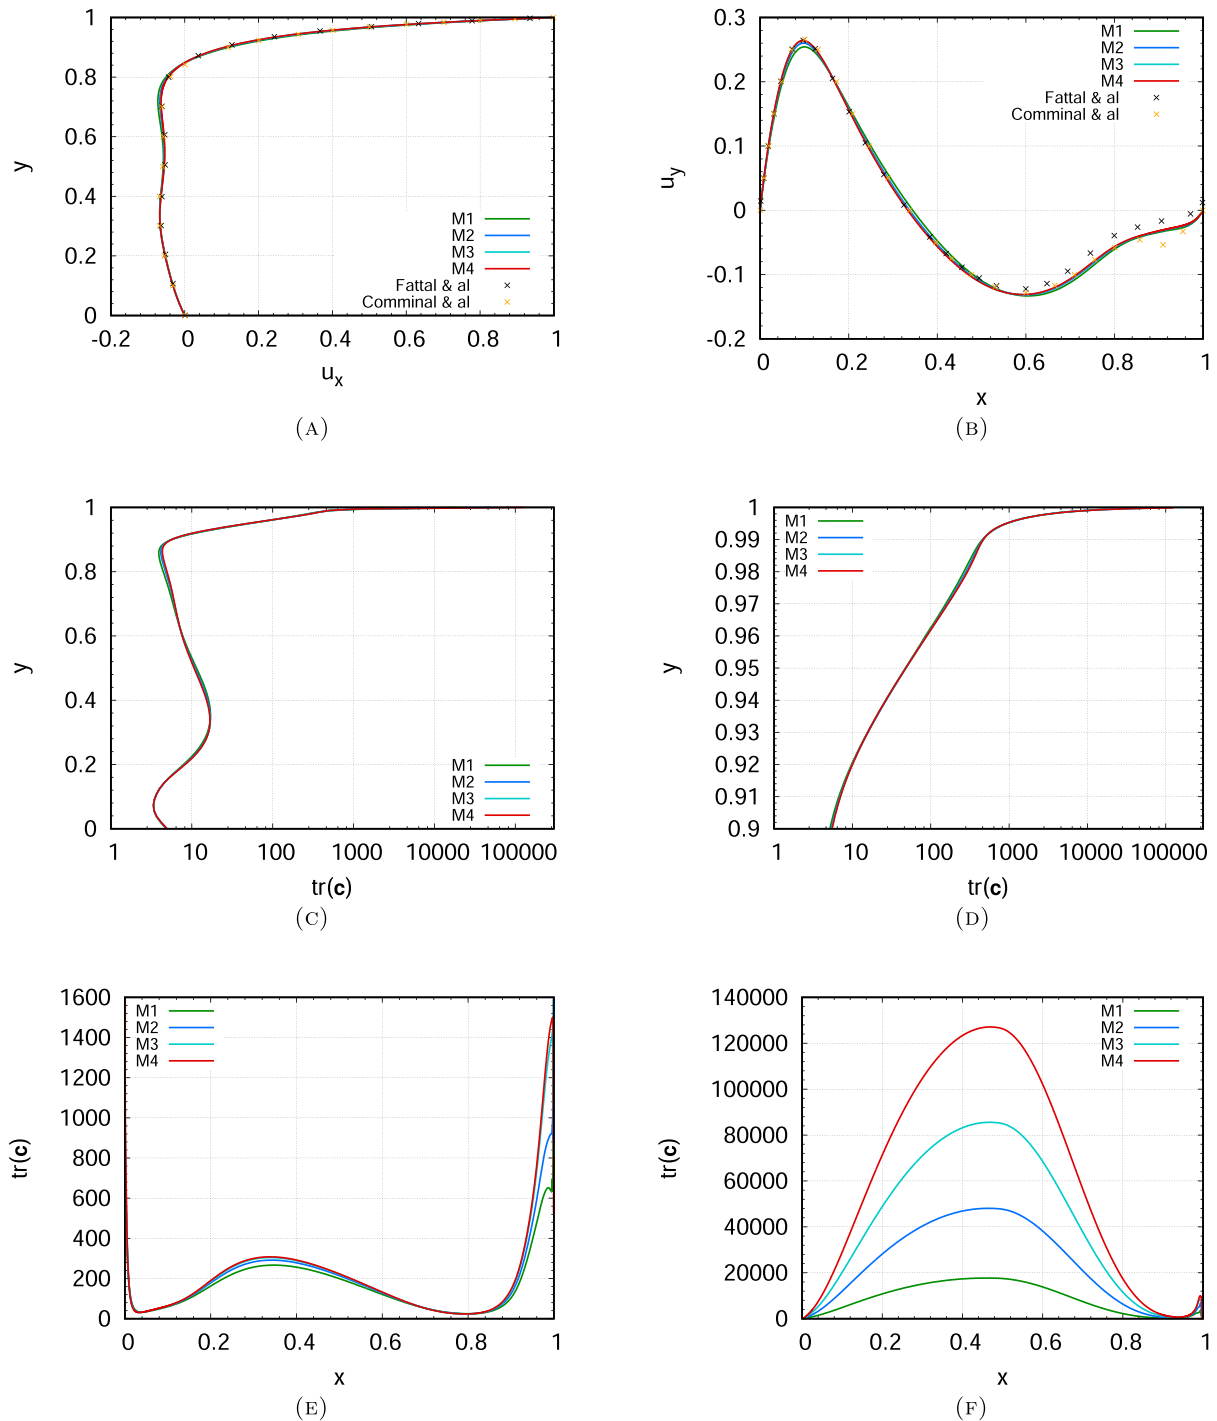 1
0.8
0.6
0.4
0.2
0
y
-0.2 0 0.2 0.4 0.6 0.8 1
u_x
M1
M2
M3
M4
Fattal & al
Comminal & al
(A)
0.3
0.2
0.1
0
-0.1
-0.2
u_y
0 0.2 0.4 0.6 0.8 1
x
M1
M2
M3
M4
Fattal & al
Comminal & al
(B)
1
0.8
0.6
0.4
0.2
0
y
1 10 100 1000 10000 100000
tr(c)
M1
M2
M3
M4
(C)
1
0.99
0.98
0.97
0.96
0.95
0.94
0.93
0.92
0.91
0.9
y
1 10 100 1000 10000 100000
tr(c)
M1
M2
M3
M4
(D)
1600
1400
1200
1000
800
600
400
200
0
tr(c)
0 0.2 0.4 0.6 0.8 1
x
M1
M2
M3
M4
(E)
140000
120000
100000
80000
60000
40000
20000
0
tr(c)
0 0.2 0.4 0.6 0.8 1
x
M1
M2
M3
M4
(F)